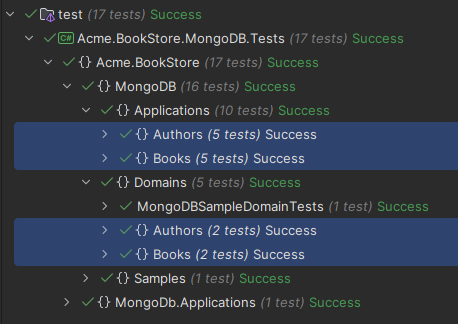 test (17 tests) Success
C# Acme.BookStore.MongoDB.Tests (17 tests) Success
{} Acme.BookStore (17 tests) Success
{} MongoDB (16 tests) Success
{} Applications (10 tests) Success
{} Authors (5 tests) Success
{} Books (5 tests) Success
{} Domains (5 tests) Success
MongoDBSampleDomainTests (1 test) Success
{} Authors (2 tests) Success
{} Books (2 tests) Success
{} Samples (1 test) Success
{} MongoDb.Applications (1 test) Success